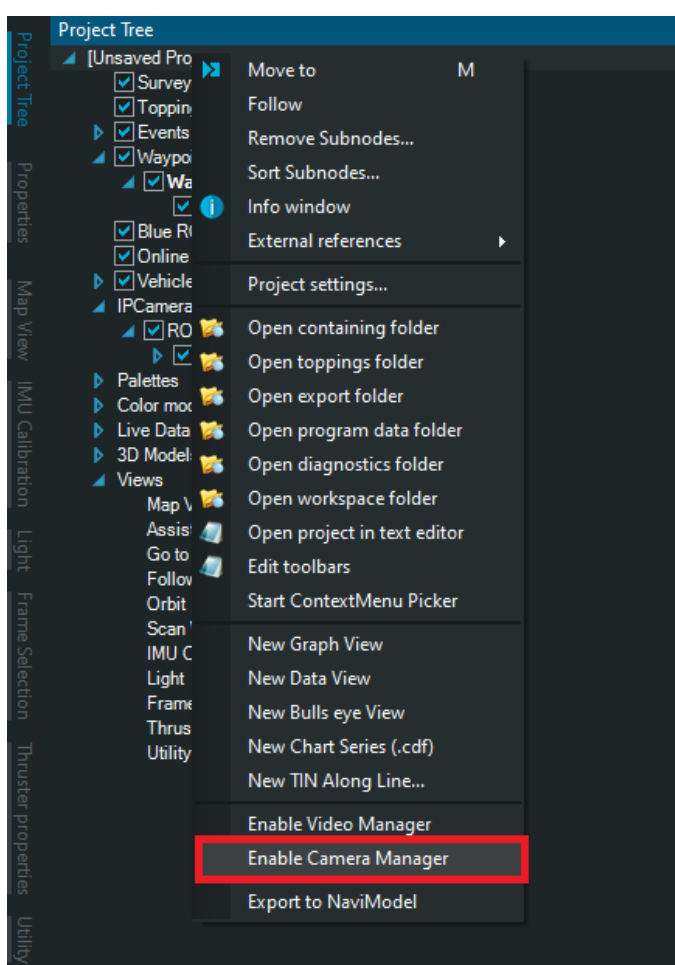 Project Tree
Properties
Map View
IMU Calibration
Light
Frame Selection
Thruster properties
Utility
Project Tree
[Unsaved Pro
Survey
Toppin
Events
Waypoi
Wa
Blue R
Online
Vehicle
IPCamera
RO
Palettes
Color mod
Live Data
3D Model
Views
Map V
Assis
Go to
Follow
Orbit
Scan
IMU C
Light
Frame
Thrus
Utility
Move to M
Follow
Remove Subnodes...
Sort Subnodes...
Info window
External references
Project settings...
Open containing folder
Open toppings folder
Open export folder
Open program data folder
Open diagnostics folder
Open workspace folder
Open project in text editor
Edit toolbars
Start ContextMenu Picker
New Graph View
New Data View
New Bulls eye View
New Chart Series (.cdf)
New TIN Along Line...
Enable Video Manager
Enable Camera Manager
Export to NaviModel